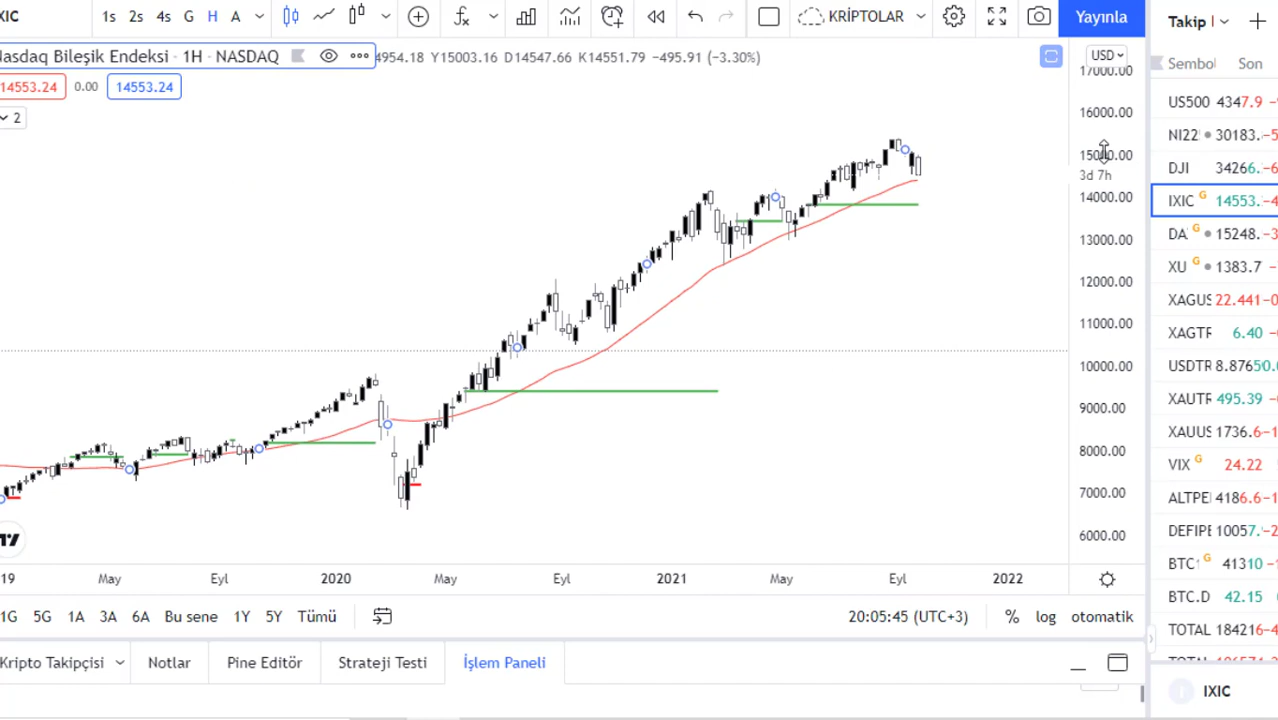 XIC 1s 2s 4s G H A KRİPTOLAR Yayınla Takip l
Nasdaq Bileşik Endeksi · 1H · NASDAQ 4954.18 Y15003.16 D14547.66 K14551.79 −495.91 (−3.30%) USD
Sembol Son
14553.24 0.00 14553.24
2
17000.00
16000.00
15000.00
3d 7h
14000.00
13000.00
12000.00
11000.00
10000.00
9000.00
8000.00
7000.00
6000.00
US500 4347.9
NI22 30183.
DJI 34266.
IXIC G 14553.
DA G 15248.
XU G 1383.7
XAGUS 22.441
XAGTR 6.40
USDTR 8.8765
XAUTR 495.39
XAUUS 1736.6
VIX G 24.22
ALTPE 4186.6
DEFIPE 10057.
BTC1 G 41310
BTC.D 42.15
TOTAL 184216
19 May Eyl 2020 May Eyl 2021 May Eyl 2022
1G 5G 1A 3A 6A Bu sene 1Y 5Y Tümü 20:05:45 (UTC+3) % log otomatik
Kripto Takipçisi Notlar Pine Editör Strateji Testi İşlem Paneli
IXIC